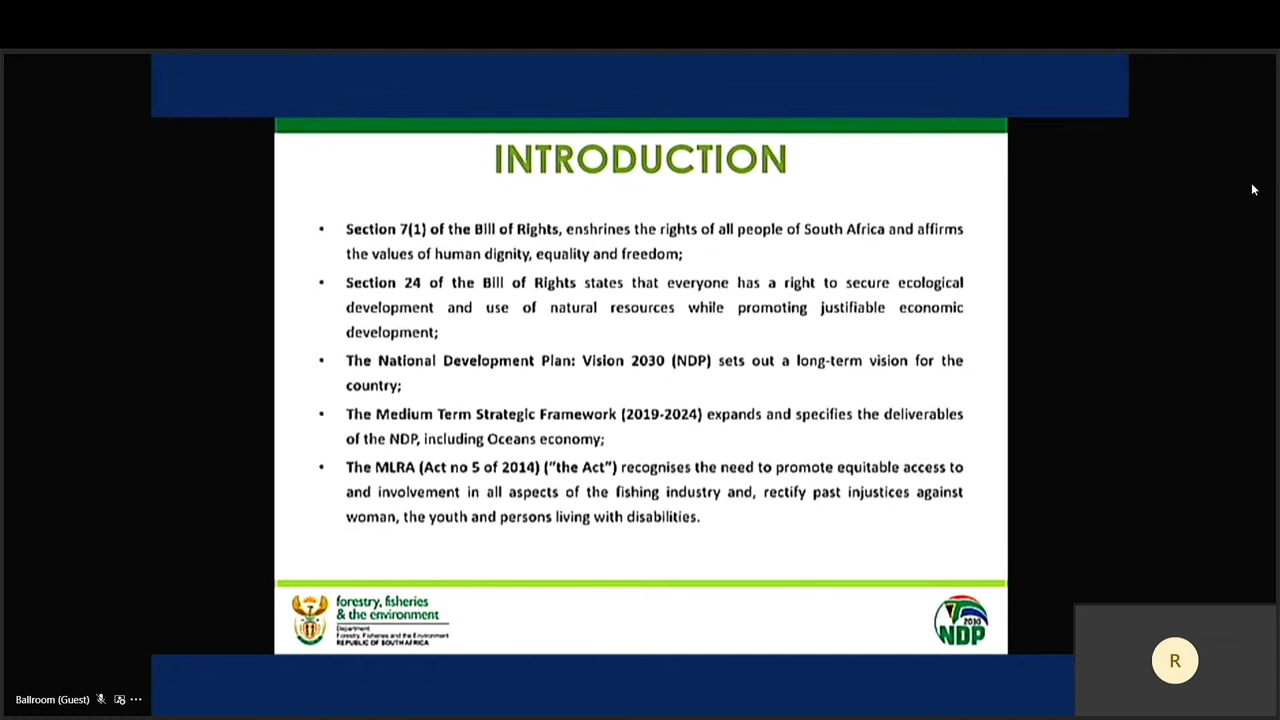 INTRODUCTION
• Section 7(1) of the Bill of Rights, enshrines the rights of all people of South Africa and affirms
the values of human dignity, equality and freedom;
• Section 24 of the Bill of Rights states that everyone has a right to secure ecological
development and use of natural resources while promoting justifiable economic
development;
• The National Development Plan: Vision 2030 (NDP) sets out a long-term vision for the
country;
• The Medium Term Strategic Framework (2019-2024) expands and specifies the deliverables
of the NDP, including Oceans economy;
• The MLRA (Act no 5 of 2014) (“the Act”) recognises the need to promote equitable access to
and involvement in all aspects of the fishing industry and, rectify past injustices against
woman, the youth and persons living with disabilities.
forestry, fisheries
& the environment
Department:
Forestry, Fisheries and the Environment
REPUBLIC OF SOUTH AFRICA
2030
NDP
R
Ballroom (Guest)